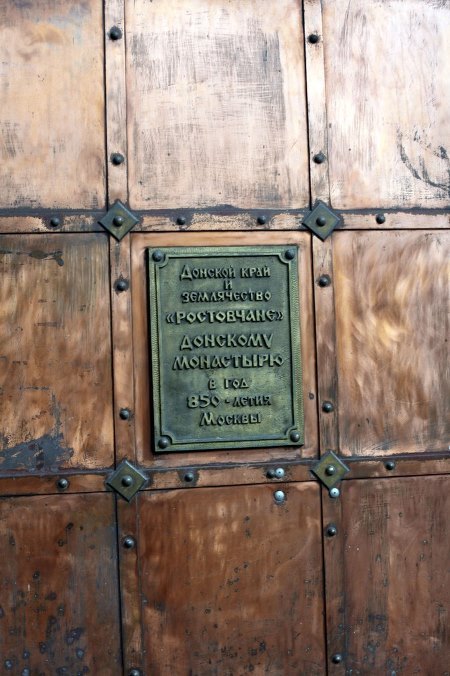 Донской край
и
землячество
«Ростовчане»
Донскому
монастырю
в год
850-летия
Москвы